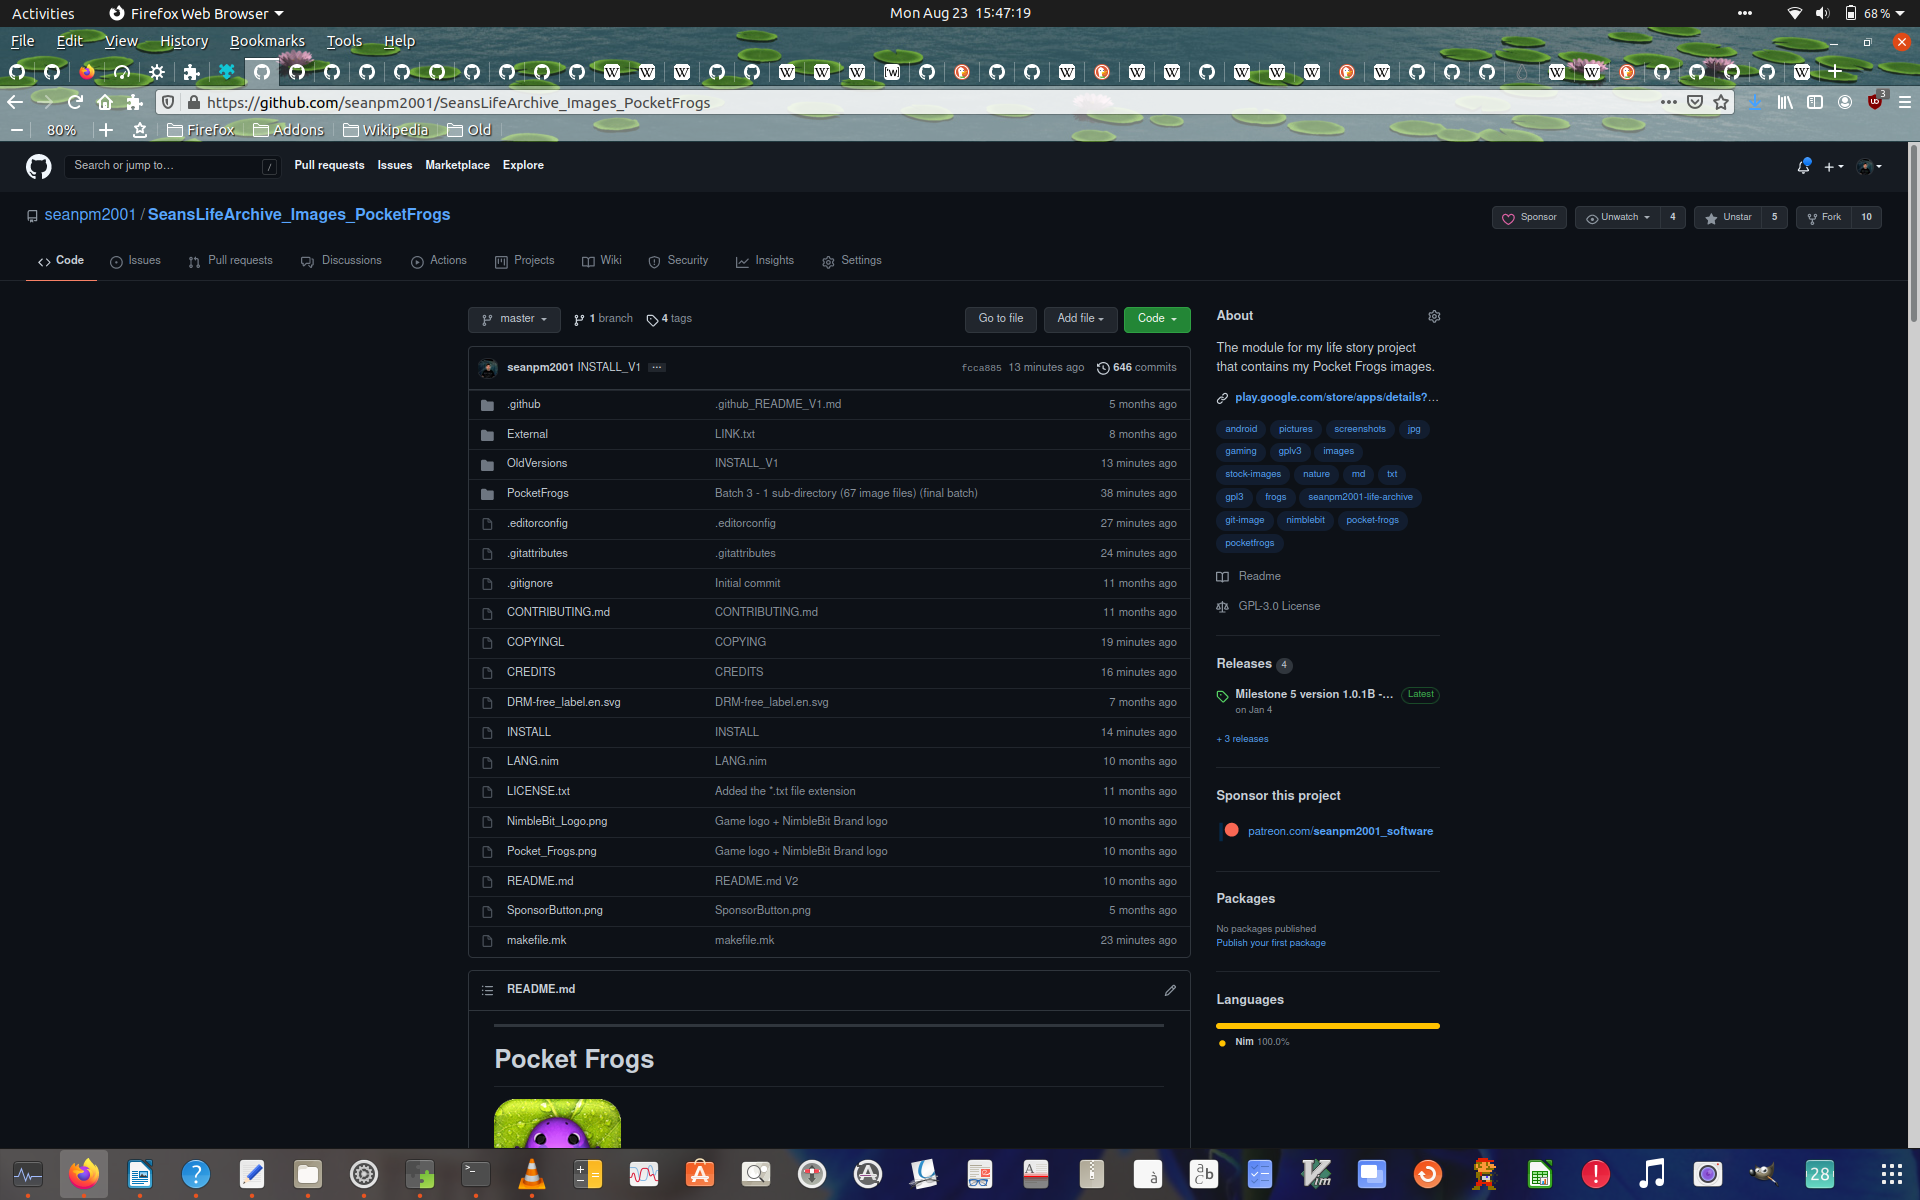 Activities Firefox Web Browser Mon Aug 23 15:47:19 68 %
File Edit View History Bookmarks Tools Help
https://github.com/seanpm2001/SeansLifeArchive_Images_PocketFrogs 3
80% Firefox Addons Wikipedia Old
Search or jump to… / Pull requests Issues Marketplace Explore
seanpm2001 / SeansLifeArchive_Images_PocketFrogs Sponsor Unwatch 4 Unstar 5 Fork 10
Code Issues Pull requests Discussions Actions Projects Wiki Security Insights Settings
master 1 branch 4 tags Go to file Add file Code
seanpm2001 INSTALL_V1 ... fcca885 13 minutes ago 646 commits
.github .github_README_V1.md 5 months ago
External LINK.txt 8 months ago
OldVersions INSTALL_V1 13 minutes ago
PocketFrogs Batch 3 - 1 sub-directory (67 image files) (final batch) 38 minutes ago
.editorconfig .editorconfig 27 minutes ago
.gitattributes .gitattributes 24 minutes ago
.gitignore Initial commit 11 months ago
CONTRIBUTING.md CONTRIBUTING.md 11 months ago
COPYINGL COPYING 19 minutes ago
CREDITS CREDITS 16 minutes ago
DRM-free_label.en.svg DRM-free_label.en.svg 7 months ago
INSTALL INSTALL 14 minutes ago
LANG.nim LANG.nim 10 months ago
LICENSE.txt Added the *.txt file extension 11 months ago
NimbleBit_Logo.png Game logo + NimbleBit Brand logo 10 months ago
Pocket_Frogs.png Game logo + NimbleBit Brand logo 10 months ago
README.md README.md V2 10 months ago
SponsorButton.png SponsorButton.png 5 months ago
makefile.mk makefile.mk 23 minutes ago
README.md
Pocket Frogs
About
The module for my life story project
that contains my Pocket Frogs images.
play.google.com/store/apps/details?…
android pictures screenshots jpg
gaming gplv3 images
stock-images nature md txt
gpl3 frogs seanpm2001-life-archive
git-image nimblebit pocket-frogs
pocketfrogs
Readme
GPL-3.0 License
Releases 4
Milestone 5 version 1.0.1B -... Latest
on Jan 4
+ 3 releases
Sponsor this project
patreon.com/seanpm2001_software
Packages
No packages published
Publish your first package
Languages
Nim 100.0%
28